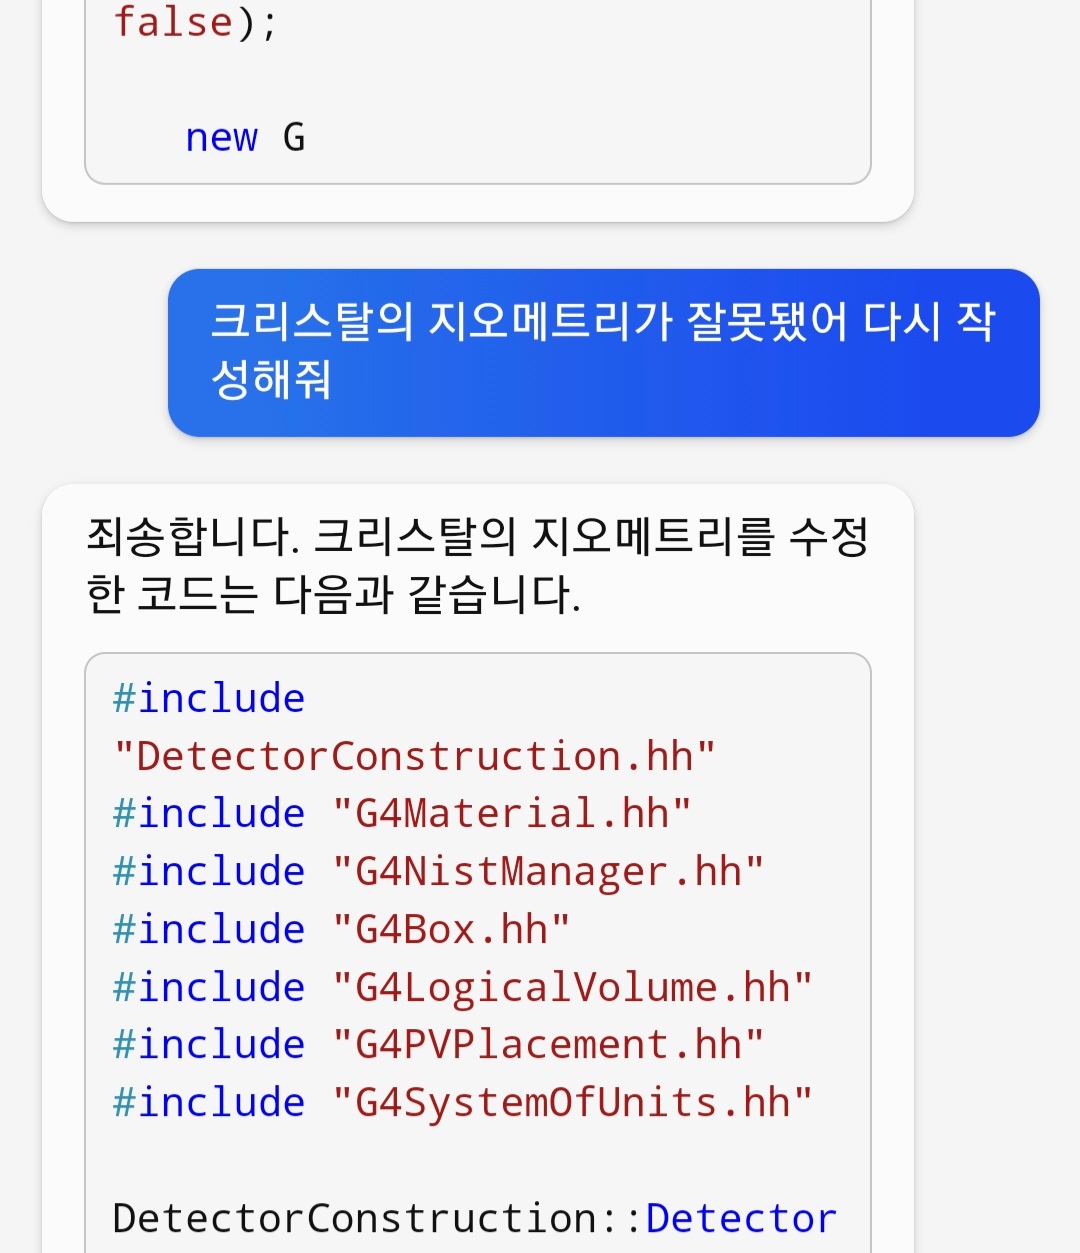 false);
new G
크리스탈의 지오메트리가 잘못됐어 다시 작
성해줘
죄송합니다. 크리스탈의 지오메트리를 수정
한 코드는 다음과 같습니다.
#include
"DetectorConstruction.hh"
#include "G4Material.hh"
#include "G4NistManager.hh"
#include "G4Box.hh"
#include "G4LogicalVolume.hh"
#include "G4PVPlacement.hh"
#include "G4SystemOfUnits.hh"
DetectorConstruction::Detector